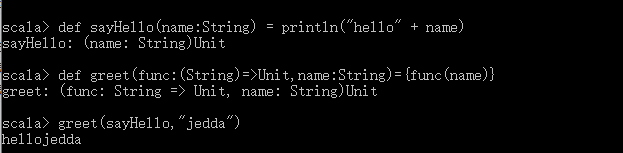 scala> def sayHello(name:String) = println("hello" + name)
sayHello: (name: String)Unit
scala> def greet(func:(String)=>Unit,name:String)={func(name)}
greet: (func: String => Unit, name: String)Unit
scala> greet(sayHello,"jedda")
hellojedda